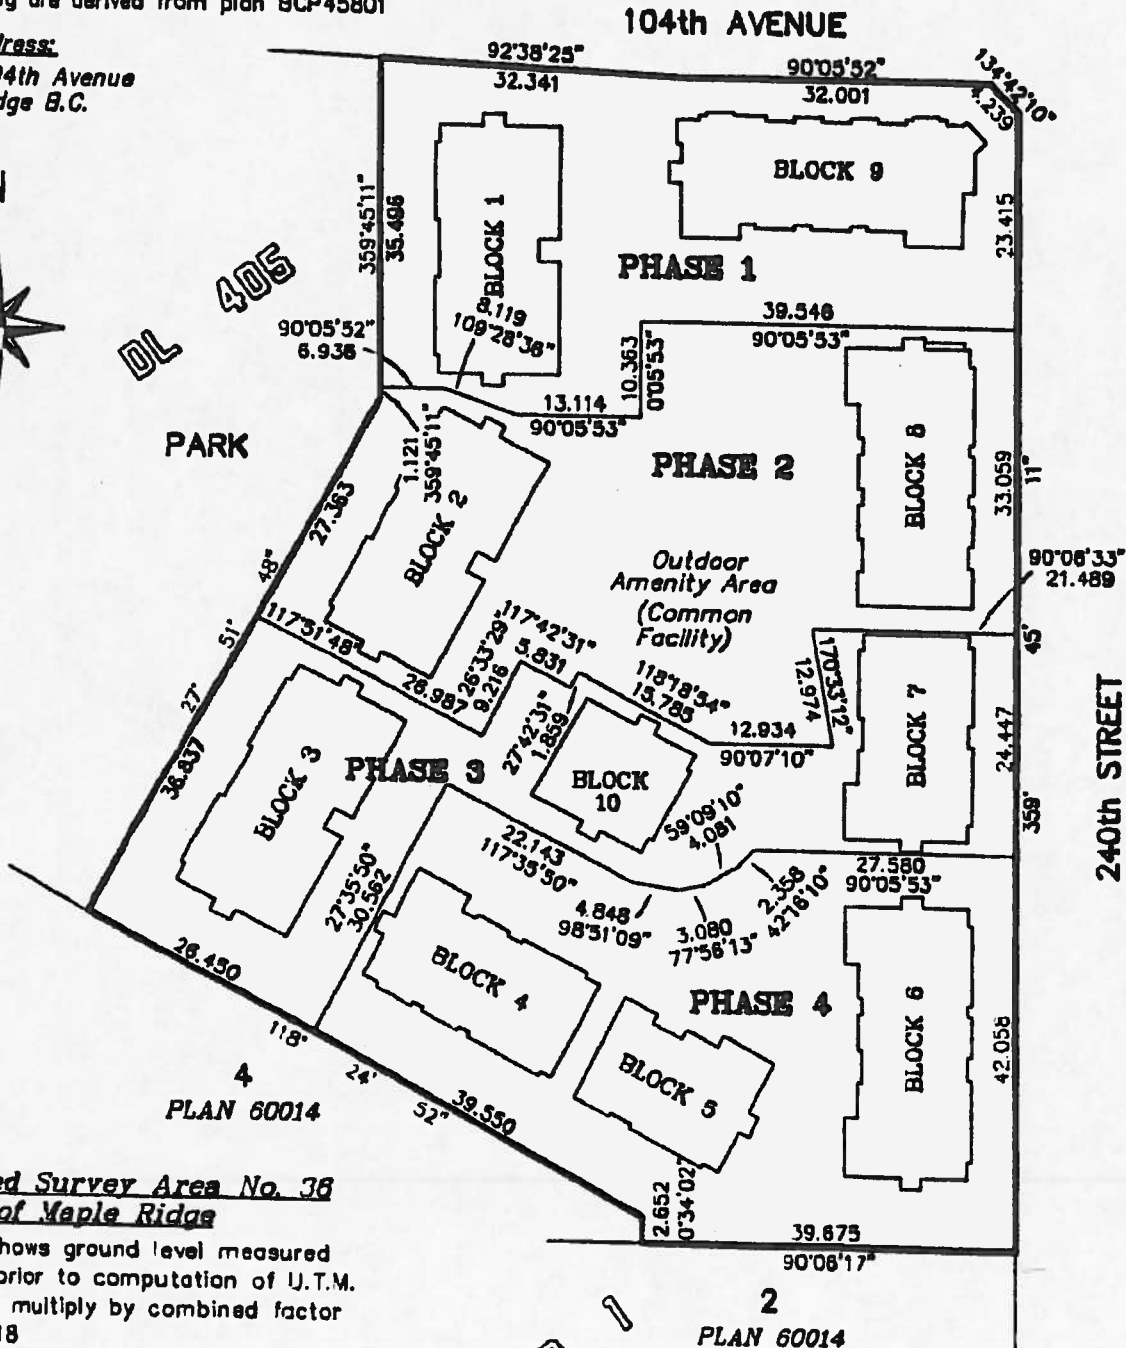 are derived from plan BCP45801
104th AVENUE
dress:
4th Avenue
dge B.C.
92°38'25"
32.341
90°05'52"
32.001
134°42'10"
4.239
359°45'11"
35.496
BLOCK 1
BLOCK 9
23.415
DL 405
PHASE 1
8.119
109°28'36"
90°05'52"
6.936
39.546
90°05'53"
10.363
0°05'53"
13.114
90°05'53"
PARK
1.121
359°45'11"
BLOCK 2
27.363
PHASE 2
BLOCK 8
33.059
11"
Outdoor
Amenity Area
(Common
Facility)
90°06'33"
21.489
48"
51'
27°
36.837
117°51'48"
26.987
26°33'29"
9.216
117°42'31"
5.831
27°42'31"
1.859
118°18'54"
15.785
12.934
90°07'10"
170°33'12"
12.974
45'
BLOCK 7
24.447
359°
240th STREET
BLOCK 3
PHASE 3
BLOCK
10
59°09'10"
4.081
22.143
117°35'50"
27°35'50"
30.562
4.848
98°51'09"
3.080
77°56'13"
2.358
42°16'10"
27.580
90°05'53"
26.450
BLOCK 4
PHASE 4
BLOCK 5
BLOCK 6
42.058
118°
24'
52"
39.550
4
PLAN 60014
2.652
0°34'02"
39.675
90°06'17"
ed Survey Area No. 36
of Maple Ridge
hows ground level measured
prior to computation of U.T.M.
multiply by combined factor
18
1
2
PLAN 60014